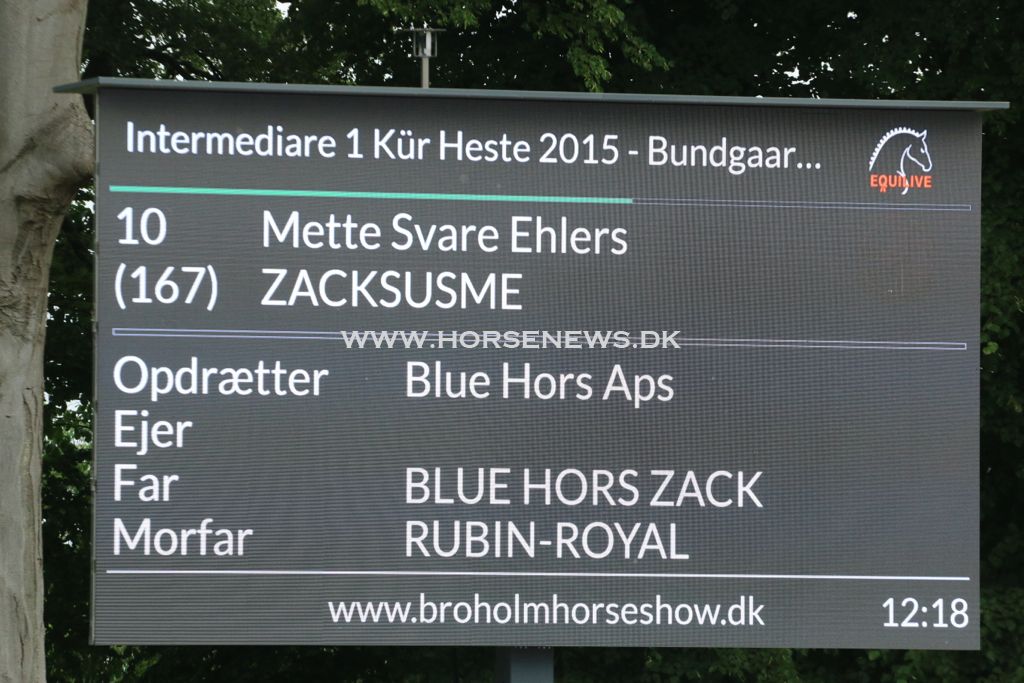 Intermediare 1 Kür Heste 2015 - Bundgaar...
EQUILIVE
10 Mette Svare Ehlers
(167) ZACKSUSME
WWW.HORSENEWS.DK
Opdrætter Blue Hors Aps
Ejer
Far BLUE HORS ZACK
Morfar RUBIN-ROYAL
www.broholmhorseshow.dk 12:18